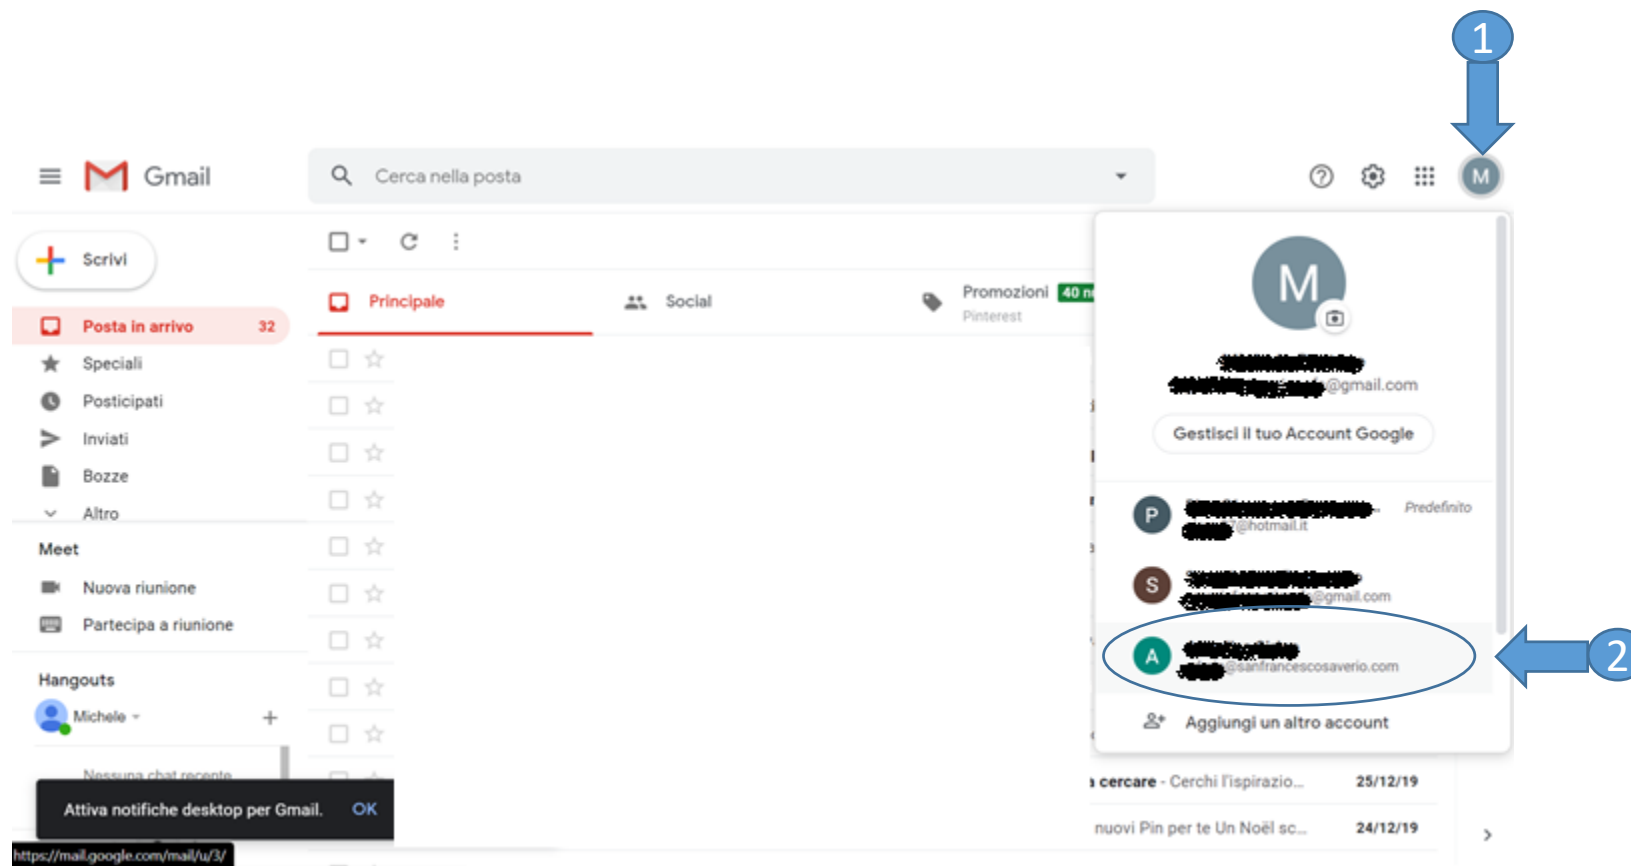 1
Gmail
Cerca nella posta
M
Scrivi
Principale
Social
Promozioni 40
Pinterest
M
Posta in arrivo 32
Speciali
Posticipati
Inviati
Bozze
Altro
@gmail.com
Gestisci il tuo Account Google
P
Predefinito
7@hotmail.it
S
@gmail.com
A
@sanfrancescosaverio.com
2
Aggiungi un altro account
Meet
Nuova riunione
Partecipa a riunione
Hangouts
Michele
+
Nessuna chat recente
Attiva notifiche desktop per Gmail. OK
https://mail.google.com/mail/u/3/
a cercare - Cerchi l'ispirazio... 25/12/19
nuovi Pin per te Un Noël sc... 24/12/19